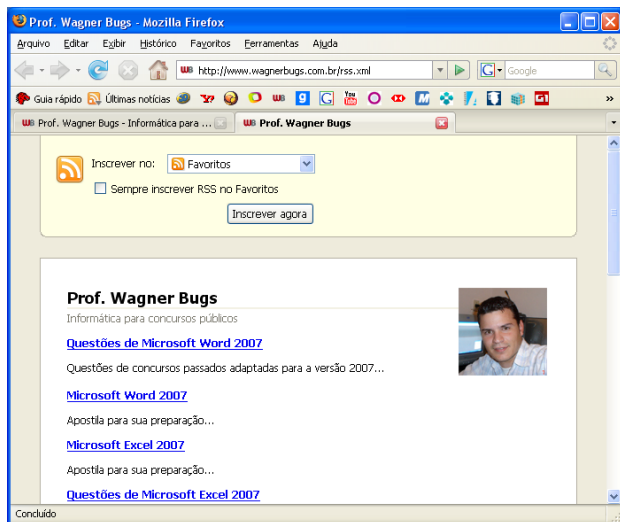 Prof. Wagner Bugs - Mozilla Firefox
Arquivo Editar Exibir Histórico Favoritos Ferramentas Ajuda
WB http://www.wagnerbugs.com.br/rss.xml G Google
Guia rápido Últimas notícias
WB Prof. Wagner Bugs - Informática para ... WB Prof. Wagner Bugs
Inscrever no: Favoritos
Sempre inscrever RSS no Favoritos
Inscrever agora
Prof. Wagner Bugs
Informática para concursos públicos
Questões de Microsoft Word 2007
Questões de concursos passados adaptadas para a versão 2007...
Microsoft Word 2007
Apostila para sua preparação...
Microsoft Excel 2007
Apostila para sua preparação...
Questões de Microsoft Excel 2007
Concluído